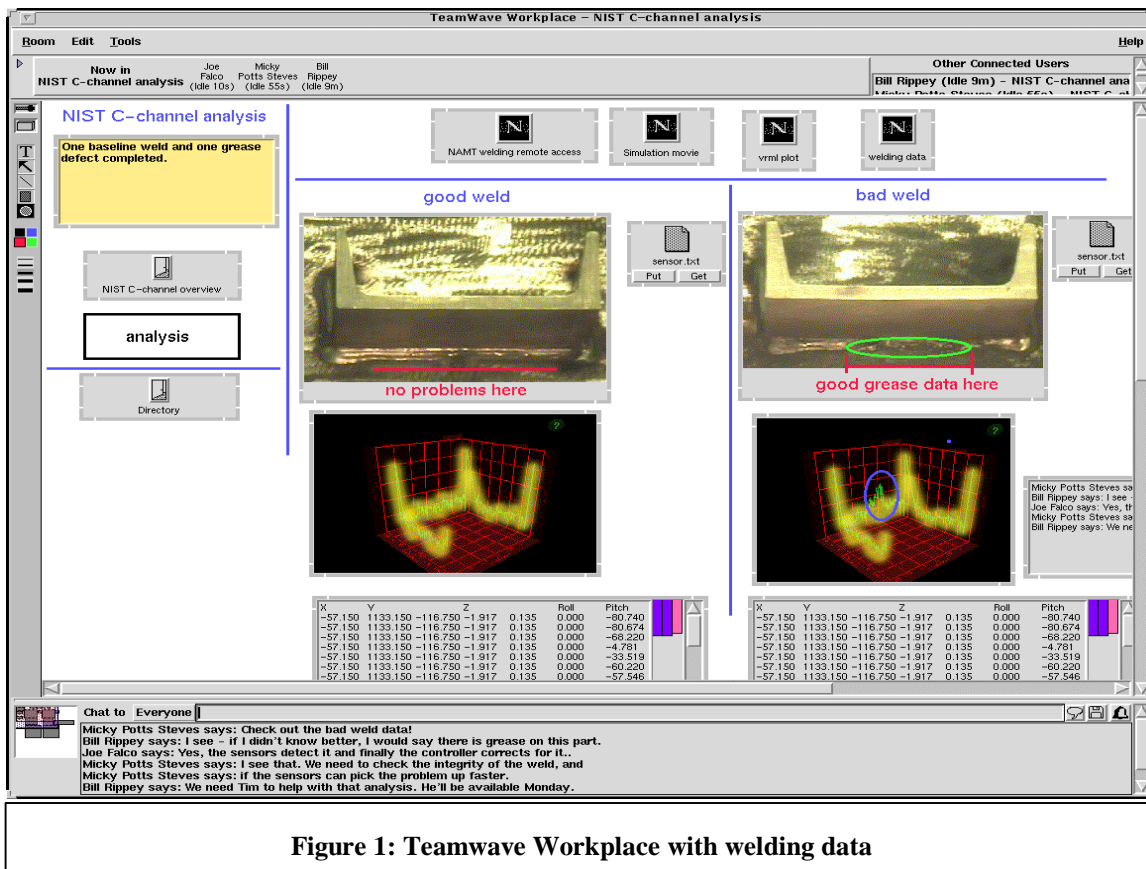 TeamWave Workplace – NIST C-channel analysis
Room Edit Tools Help
Now in
NIST C-channel analysis
Joe
Falco
(Idle 10s)
Micky
Potts Steves
(Idle 55s)
Bill
Rippey
(Idle 9m)
Other Connected Users
Bill Rippey (Idle 9m) – NIST C-channel ana
Micky Potts Steves (Idle 55s) – NIST C-
NIST C-channel analysis
One baseline weld and one grease
defect completed.
NIST C-channel overview
analysis
Directory
NAMT welding remote access
Simulation movie
vrml plot
welding data
good weld
sensor.txt
Put Get
no problems here
bad weld
sensor.txt
Put Get
good grease data here
?
?
Micky Potts Steves sa
Bill Rippey says: I see –
Joe Falco says: Yes, th
Micky Potts Steves sa
Bill Rippey says: We ne
X Y Z Roll Pitch
–57.150 1133.150 –116.750 –1.917 0.135 0.000 –80.740
–57.150 1133.150 –116.750 –1.917 0.135 0.000 –80.674
–57.150 1133.150 –116.750 –1.917 0.135 0.000 –68.220
–57.150 1133.150 –116.750 –1.917 0.135 0.000 –4.781
–57.150 1133.150 –116.750 –1.917 0.135 0.000 –33.519
–57.150 1133.150 –116.750 –1.917 0.135 0.000 –60.220
–57.150 1133.150 –116.750 –1.917 0.135 0.000 –57.546
X Y Z Roll Pitch
–57.150 1133.150 –116.750 –1.917 0.135 0.000 –80.740
–57.150 1133.150 –116.750 –1.917 0.135 0.000 –80.674
–57.150 1133.150 –116.750 –1.917 0.135 0.000 –68.220
–57.150 1133.150 –116.750 –1.917 0.135 0.000 –4.781
–57.150 1133.150 –116.750 –1.917 0.135 0.000 –33.519
–57.150 1133.150 –116.750 –1.917 0.135 0.000 –60.220
–57.150 1133.150 –116.750 –1.917 0.135 0.000 –57.546
Chat to Everyone
Micky Potts Steves says: Check out the bad weld data!
Bill Rippey says: I see – if I didn't know better, I would say there is grease on this part.
Joe Falco says: Yes, the sensors detect it and finally the controller corrects for it..
Micky Potts Steves says: I see that. We need to check the integrity of the weld, and
Micky Potts Steves says: if the sensors can pick the problem up faster.
Bill Rippey says: We need Tim to help with that analysis. He'll be available Monday.
Figure 1: Teamwave Workplace with welding data